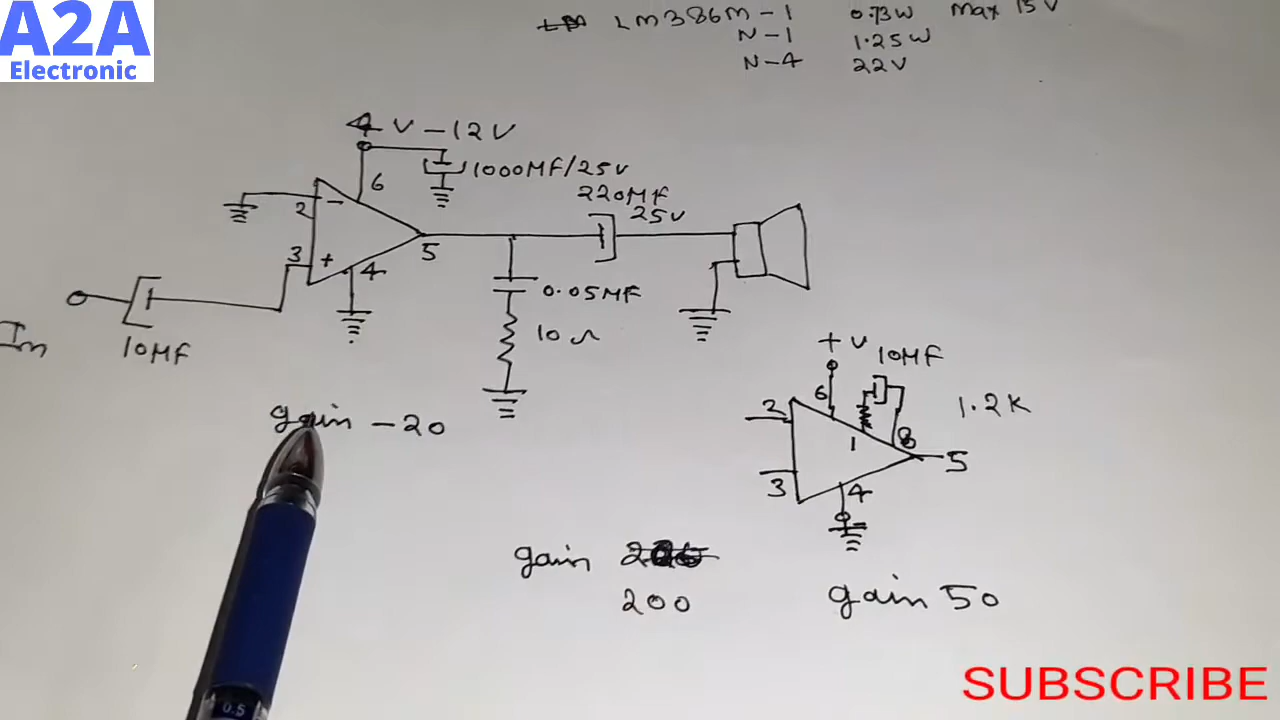 A2A
Electronic
LM386M-1 0.73W Max 15V
N-1 1.25W
N-4 22V
4V-12V
1000MF/25V
6
220MF
25V
2
-
3
+
5
4
0.05MF
In
10MF
10Ω
+V
10MF
6
1.2K
2
1
8
gain -20
5
3
4
gain
200
gain 50
0.5
SUBSCRIBE